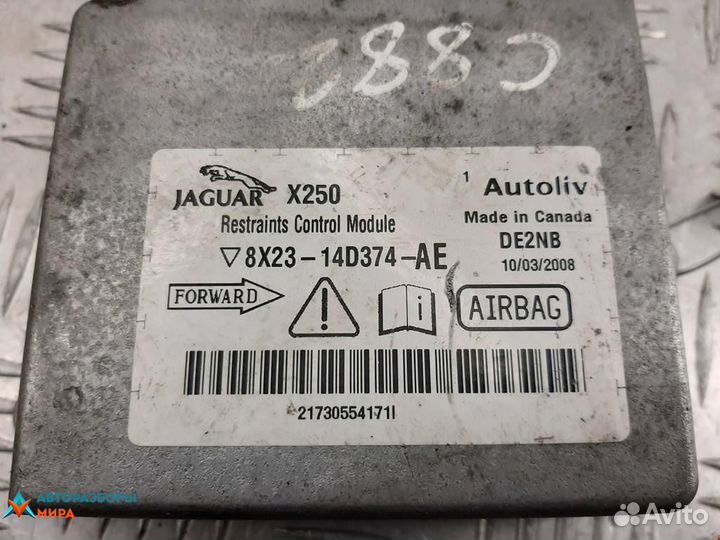 C882
JAGUAR X250
1 Autoliv
Restraints Control Module
Made in Canada
▽8X23-14D374-AE
DE2NB
10/03/2008
FORWARD
AIRBAG
21730554171I
АВТОРАЗБОРЫ
МИРА
Avito